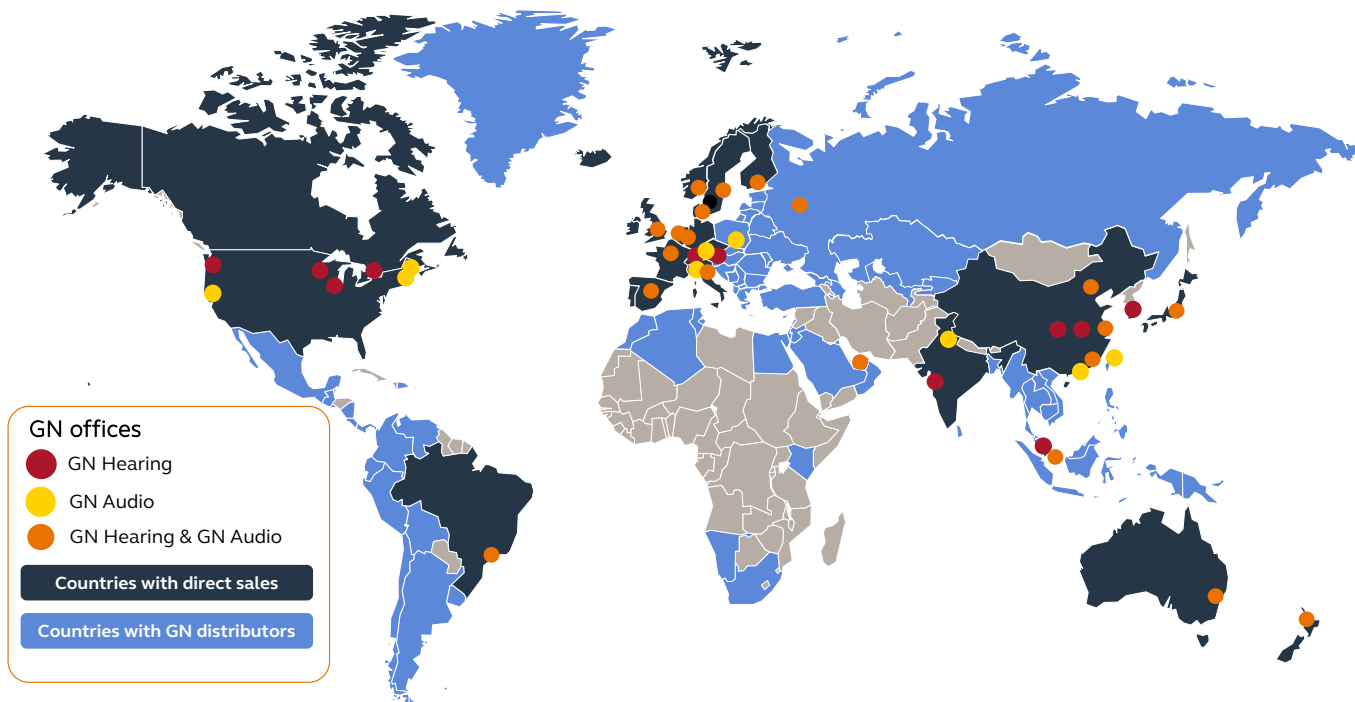 GN offices
GN Hearing
GN Audio
GN Hearing & GN Audio
Countries with direct sales
Countries with GN distributors